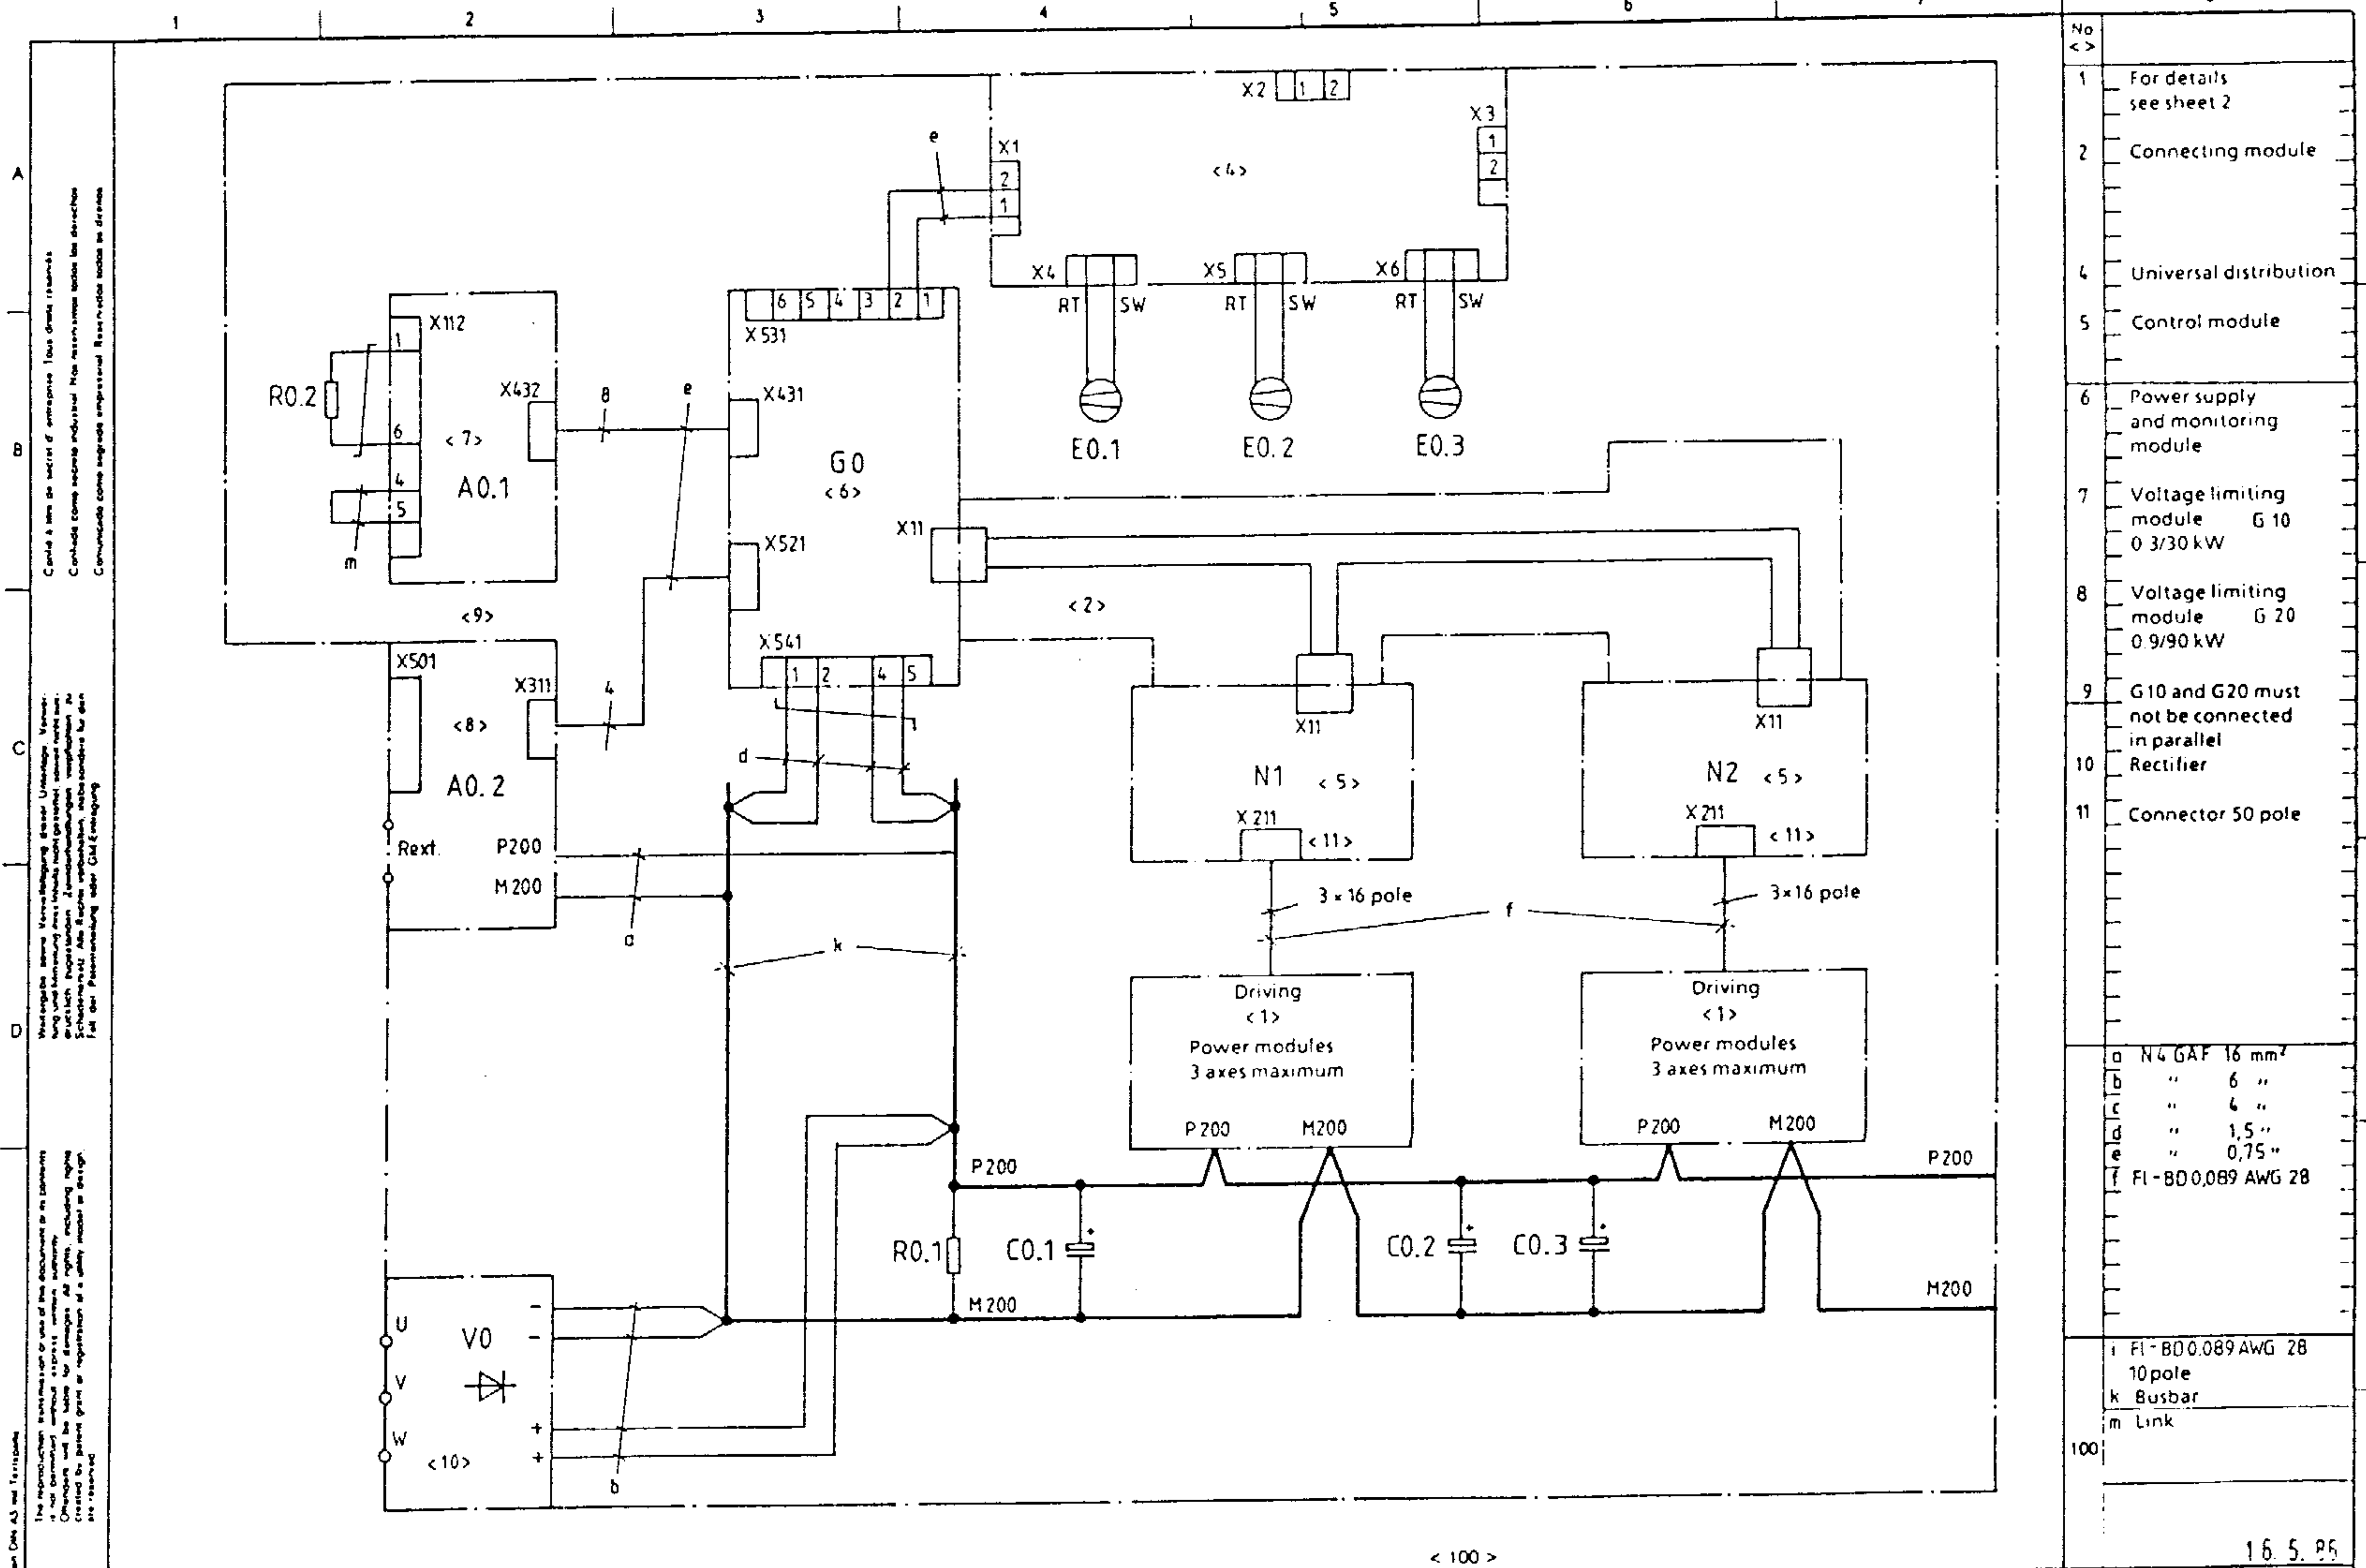 1 2 3 4 5 6 7
A
B
C
D
No
< >
1 For details
see sheet 2
2 Connecting module
4 Universal distribution
5 Control module
6 Power supply
and monitoring
module
7 Voltage limiting
module G 10
0.3/30 kW
8 Voltage limiting
module G 20
0.9/90 kW
9 G10 and G20 must
not be connected
in parallel
10 Rectifier
11 Connector 50 pole
a N4 GAF 16 mm²
b " 6 "
c " 4 "
d " 1,5 "
e " 0,75 "
f FI-BD 0,089 AWG 28
i FI-BD 0,089 AWG 28
10 pole
k Busbar
m Link
100
16. 5. 86
X2 1 2
X3
1
2
X1
2
1
e
<4>
X4 X5 X6
RT SW RT SW RT SW
E0.1 E0.2 E0.3
6 5 4 3 2 1
X531
X112
1
6
4
5
R0.2
X432
<7>
A0.1
m
8 e
X431
G0
<6>
X11
X521
<2>
<9>
X541
1 2 4 5
X501
X311
<8>
4
A0.2
d
X11
N1 <5>
X211
<11>
X11
N2 <5>
X211
<11>
Rext.
P200
M200
a
k
3×16 pole
f
3×16 pole
Driving
<1>
Power modules
3 axes maximum
P200 M200
Driving
<1>
Power modules
3 axes maximum
P200 M200
P200
P200
R0.1 C0.1 + C0.2 + C0.3 +
M200
M200
U
V
W
V0
-
-
+
+
<10>
b
<100>